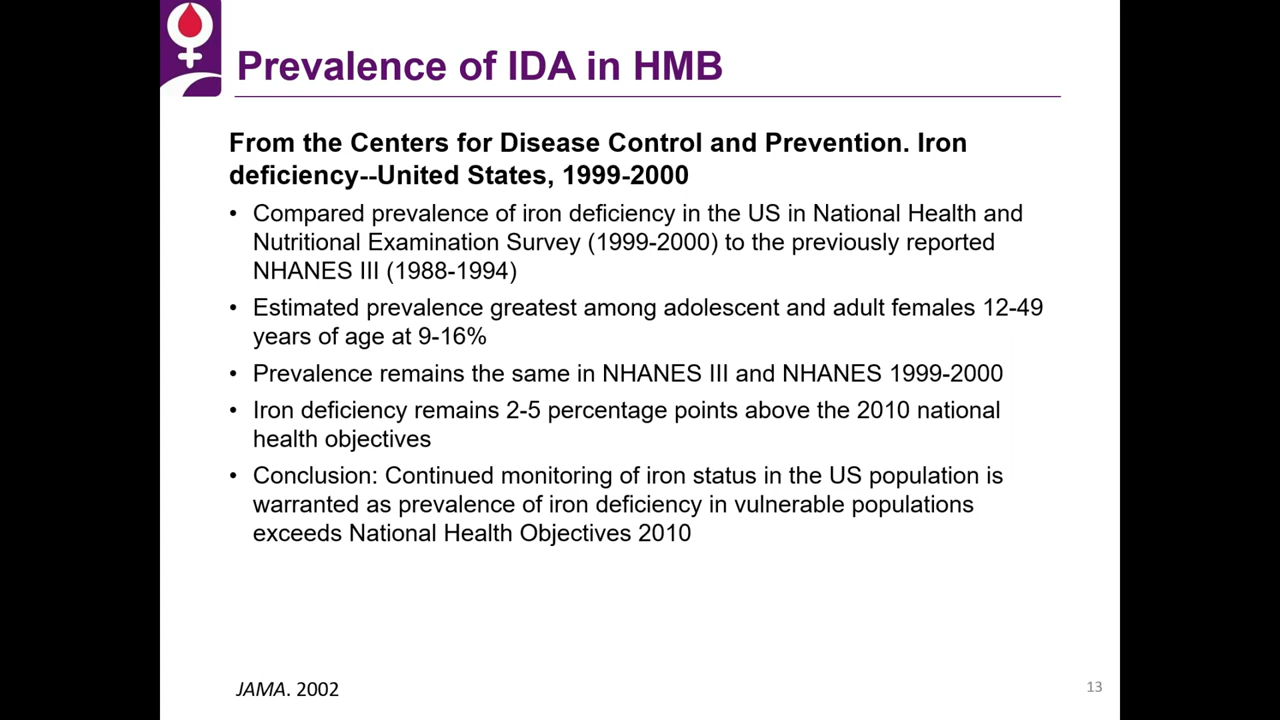 Prevalence of IDA in HMB
From the Centers for Disease Control and Prevention. Iron
deficiency--United States, 1999-2000
• Compared prevalence of iron deficiency in the US in National Health and
Nutritional Examination Survey (1999-2000) to the previously reported
NHANES III (1988-1994)
• Estimated prevalence greatest among adolescent and adult females 12-49
years of age at 9-16%
• Prevalence remains the same in NHANES III and NHANES 1999-2000
• Iron deficiency remains 2-5 percentage points above the 2010 national
health objectives
• Conclusion: Continued monitoring of iron status in the US population is
warranted as prevalence of iron deficiency in vulnerable populations
exceeds National Health Objectives 2010
JAMA. 2002
13